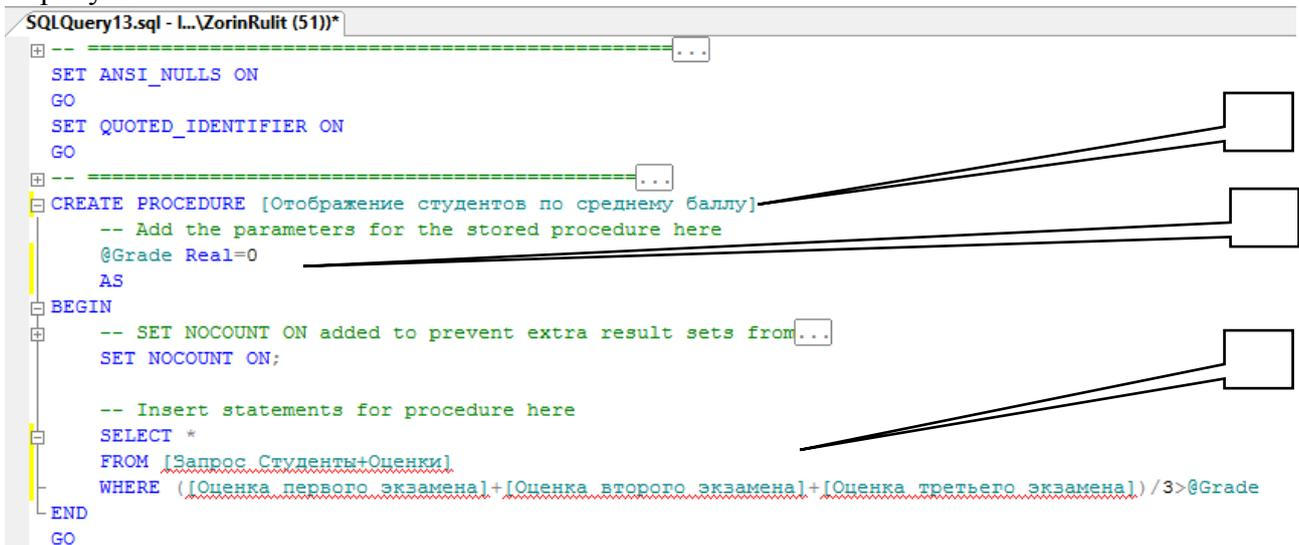 SQLQuery13.sql - l...\ZorinRulit (51))*
-- ================================================...
SET ANSI_NULLS ON
GO
SET QUOTED_IDENTIFIER ON
GO
-- =============================================...
CREATE PROCEDURE [Отображение студентов по среднему баллу]
-- Add the parameters for the stored procedure here
@Grade Real=0
AS
BEGIN
-- SET NOCOUNT ON added to prevent extra result sets from...
SET NOCOUNT ON;
-- Insert statements for procedure here
SELECT *
FROM [Запрос Студенты+Оценки]
WHERE ([Оценка первого экзамена]+[Оценка второго экзамена]+[Оценка третьего экзамена])/3>@Grade
END
GO